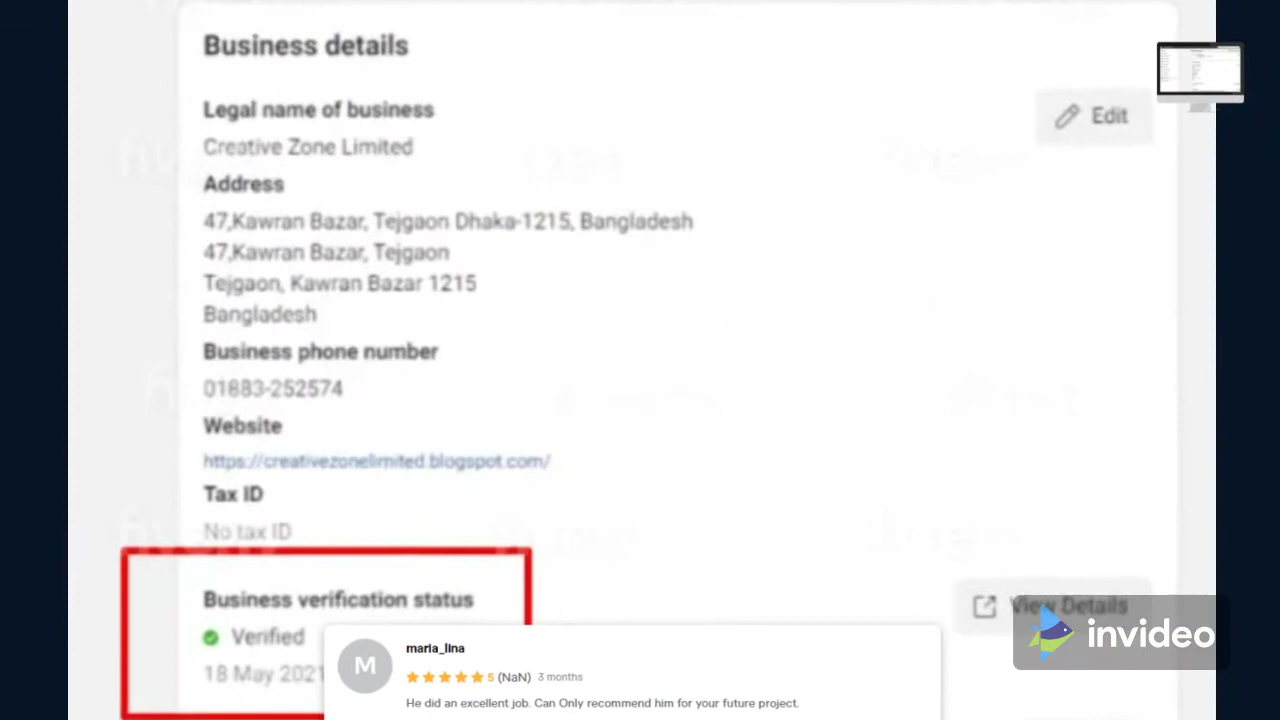 Business details
Legal name of business
Edit
Creative Zone Limited
Address
47,Kawran Bazar, Tejgaon Dhaka-1215, Bangladesh
47,Kawran Bazar, Tejgaon
Tejgaon, Kawran Bazar 1215
Bangladesh
Business phone number
01883-252574
Website
https://creativezonelimited.blogspot.com/
Tax ID
No tax ID
Business verification status
View Details
Verified
18 May 2021
invideo
M
maria_lina
5 (NaN) 3 months
He did an excellent job. Can Only recommend him for your future project.